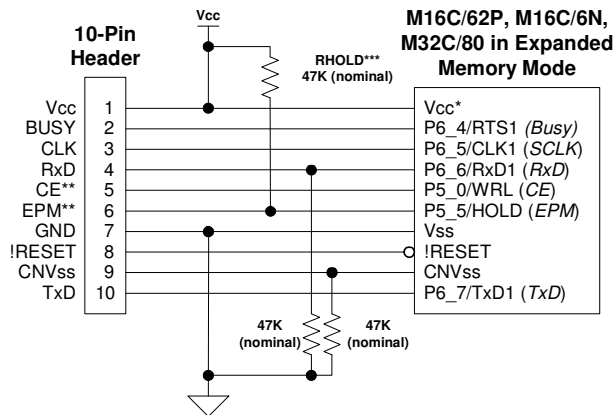 Vcc
10-Pin
Header
RHOLD***
47K (nominal)
M16C/62P, M16C/6N,
M32C/80 in Expanded
Memory Mode
Vcc 1 Vcc*
BUSY 2 P6_4/RTS1 (Busy)
CLK 3 P6_5/CLK1 (SCLK)
RxD 4 P6_6/RxD1 (RxD)
CE** 5 P5_0/WRL (CE)
EPM** 6 P5_5/HOLD (EPM)
GND 7 Vss
!RESET 8 !RESET
CNVss 9 CNVss
TxD 10 P6_7/TxD1 (TxD)
47K
(nominal)
47K
(nominal)